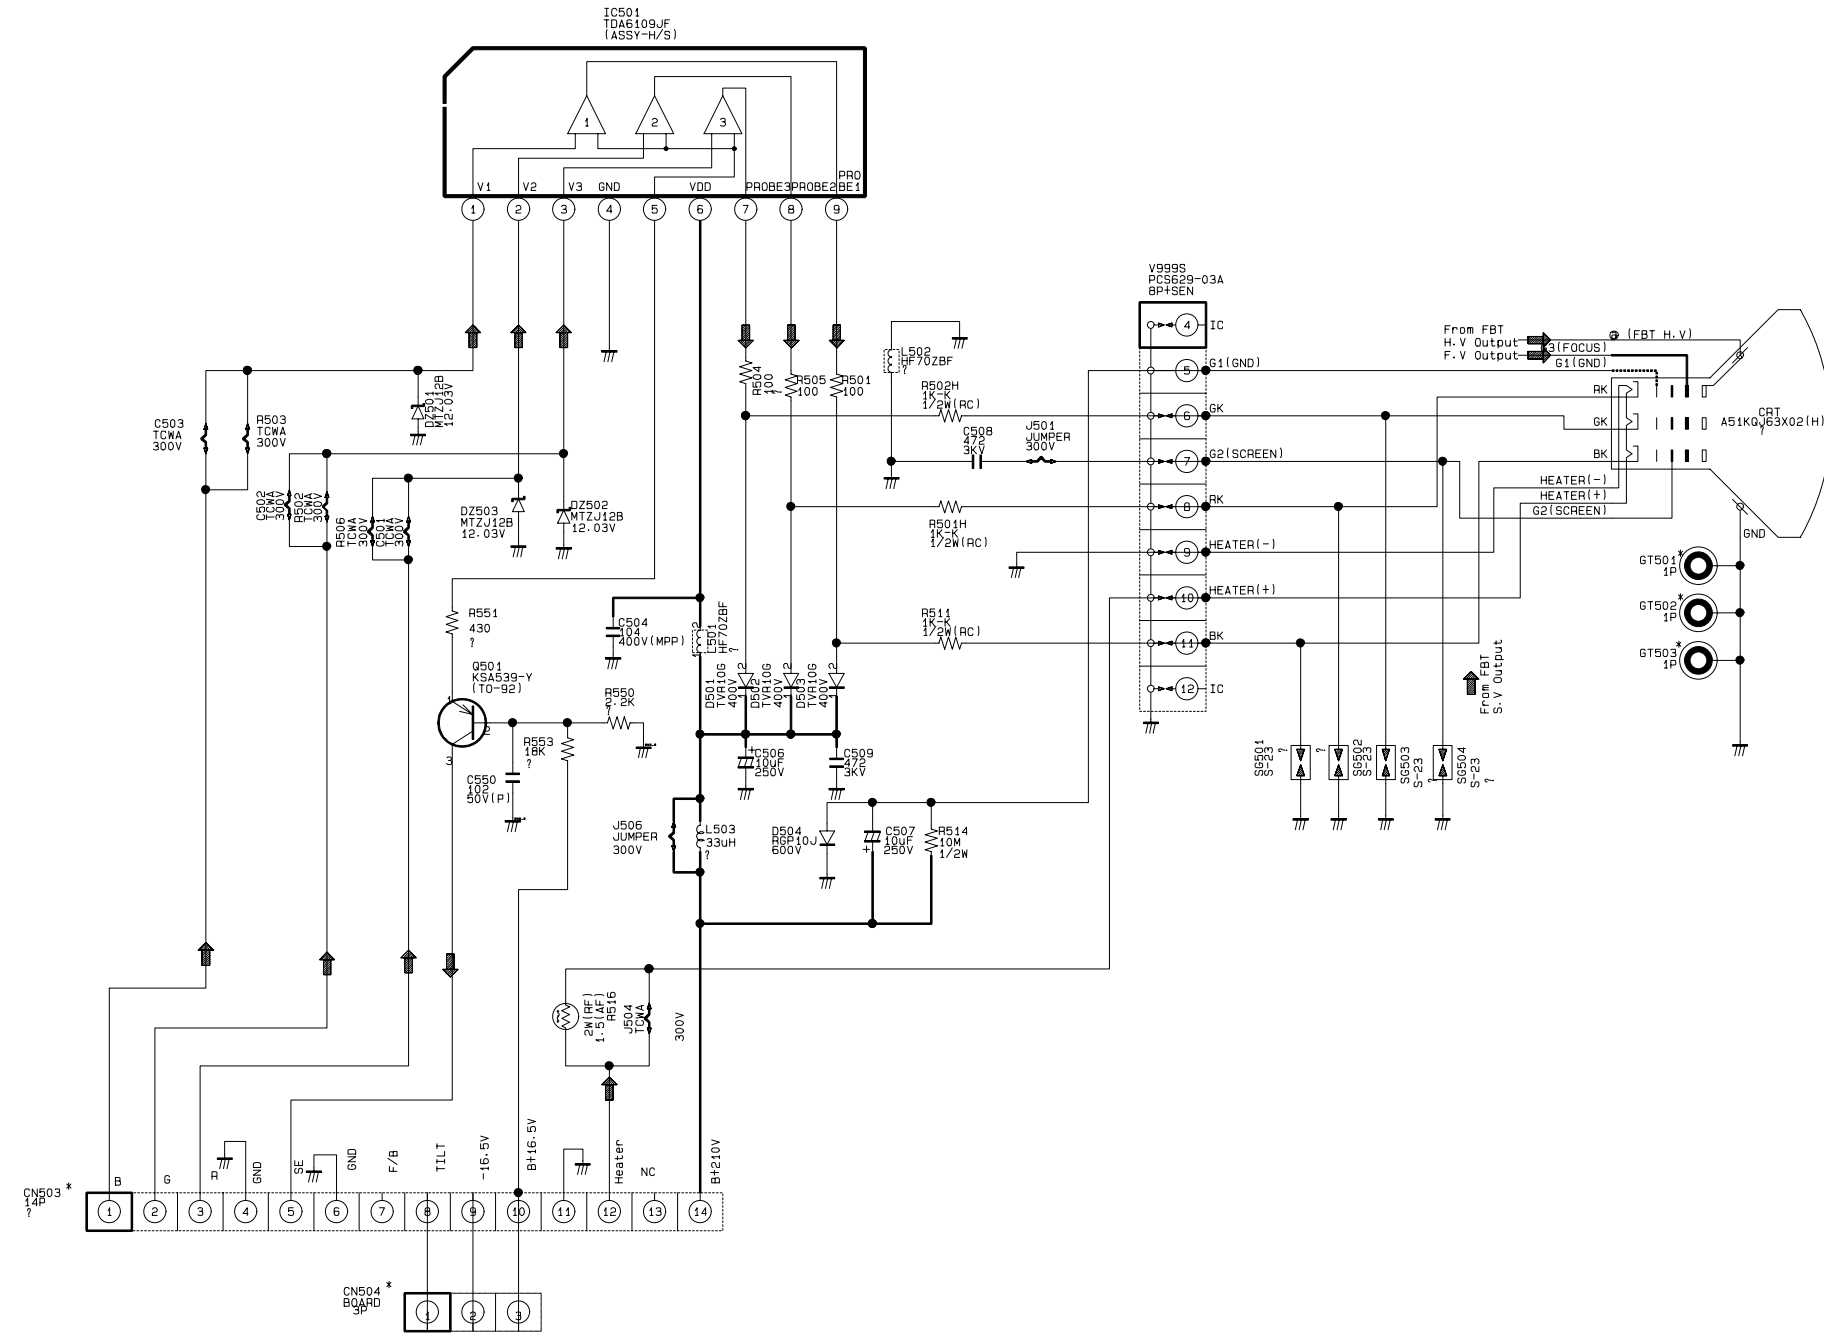 IC501
TDA6109JF
(ASSY-H/S)
1
2
3
V1
V2
V3
GND
VDD
PROBE3
PROBE2
PRO
BE1
1
2
3
4
5
6
7
8
9
V999S
PCS629-03A
8P+SEN
4
IC
5
G1(GND)
6
GK
7
G2(SCREEN)
8
RK
9
HEATER(-)
10
HEATER(+)
11
BK
12
IC
From FBT
H.V Output
F.V Output
@ (FBT H.V)
G3(FOCUS)
G1(GND)
RK
GK
BK
HEATER(-)
HEATER(+)
G2(SCREEN)
CRT
A51KQJ63X02(H)
?
GND
GT501*
1P
GT502*
1P
GT503*
1P
From FBT
S.V Output
SG501
S-23
?
SG502
S-23
?
SG503
S-23
?
SG504
S-23
?
L502
HF70ZBF
?
R504
100
?
R505
100
R501
100
R502H
1K-K
1/2W(RC)
C508
472
3KV
J501
JUMPER
300V
R501H
1K-K
1/2W(RC)
R511
1K-K
1/2W(RC)
C503
TCWA
300V
R503
TCWA
300V
DZ501
MTZJ12B
12.03V
C502
TCWA
300V
R502
TCWA
300V
R506
TCWA
300V
C501
TCWA
300V
DZ503
MTZJ12B
12.03V
DZ502
MTZJ12B
12.03V
R551
430
?
C504
104
400V(MPP)
2
L501
HF70ZBF
?
1
Q501
KSA539-Y
(TO-92)
1
2
3
R550
2.2K
?
R553
18K
?
C550
102
50V(P)
D501
TVR10G
400V
1 2
D502
TVR10G
400V
1 2
D503
TVR10G
400V
1 2
+
C506
10uF
250V
C509
472
3KV
J506
JUMPER
300V
L503
33uH
?
D504
RGP10J
600V
C507
10uF
250V
+
R514
10M
1/2W
2W(RF)
1.5(AF)
R516
J504
TCWA
300V
CN503 *
14P
?
B
G
R
GND
SE
GND
F/B
TILT
-16.5V
B+16.5V
Heater
NC
B+210V
1
2
3
4
5
6
7
8
9
10
11
12
13
14
CN504 *
BOARD
3P
1
2
3